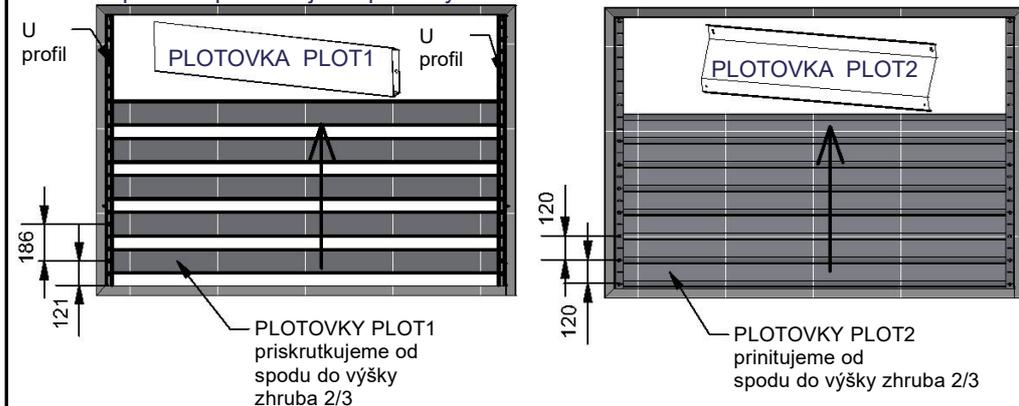 U
profil
PLOTOVKA PLOT1
U
profil
186
121
PLOTOVKY PLOT1
priskrutkujeme od
spodu do výšky
zhruba 2/3
PLOTOVKA PLOT2
120
120
PLOTOVKY PLOT2
prinitujeme od
spodu do výšky zhruba 2/3